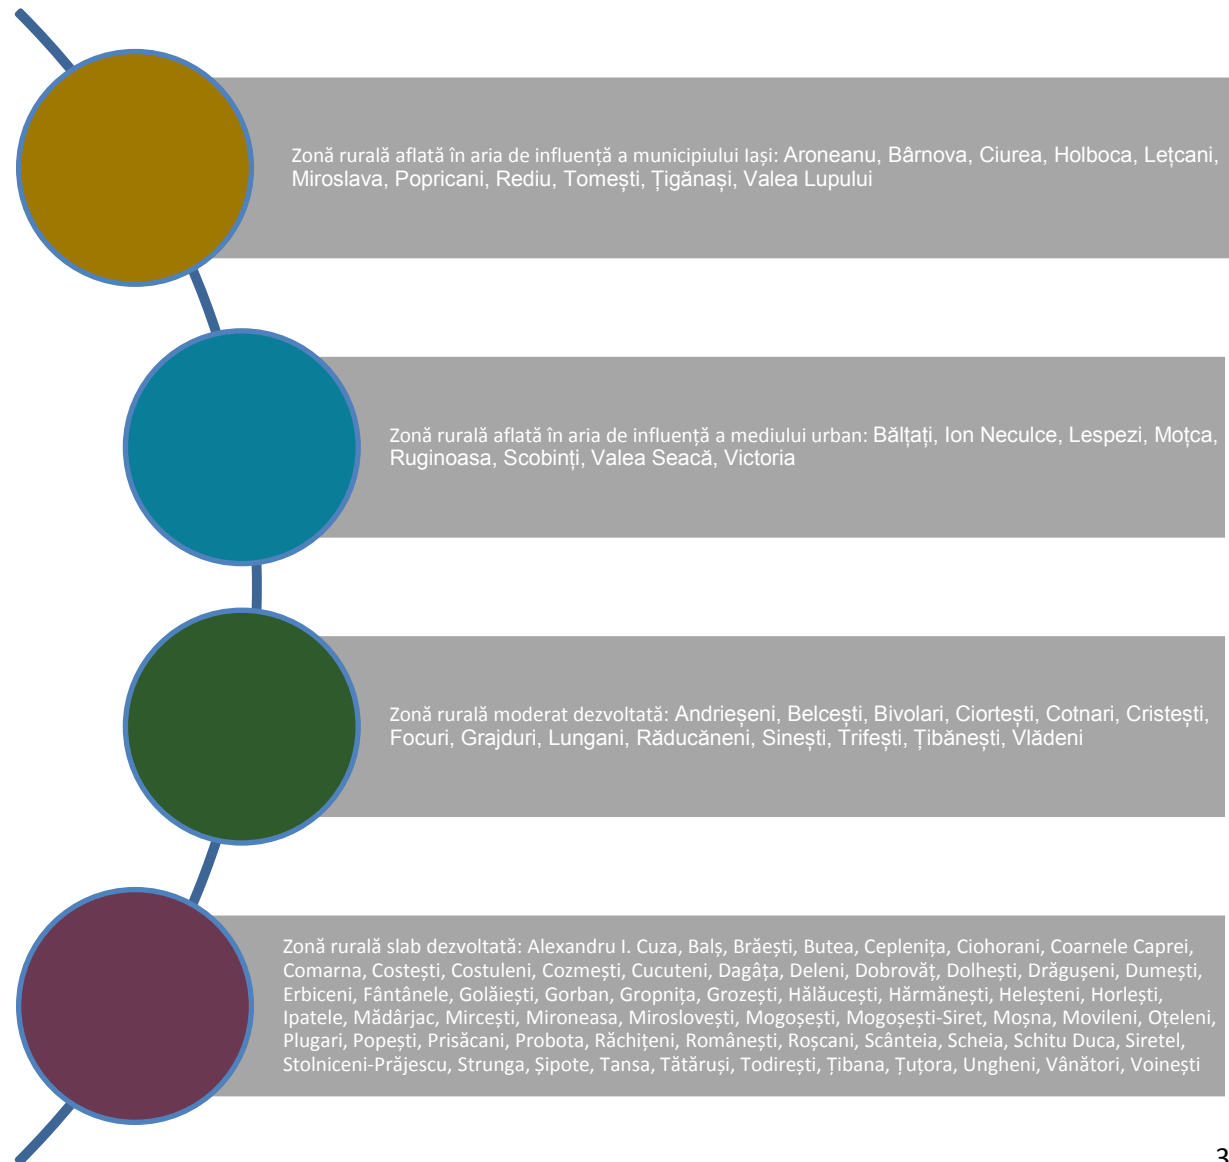 Zonă rurală aflată în aria de influență a municipiului Iași: Aroneanu, Bârnova, Ciurea, Holboca, Lețcani,
Miroslava, Popricani, Rediu, Tomești, Țigănași, Valea Lupului
Zonă rurală aflată în aria de influență a mediului urban: Bălțați, Ion Neculce, Lespezi, Moțca,
Ruginoasa, Scobinți, Valea Seacă, Victoria
Zonă rurală moderat dezvoltată: Andrieșeni, Belcești, Bivolari, Ciortești, Cotnari, Cristești,
Focuri, Grajduri, Lungani, Răducăneni, Sinești, Trifești, Țibănești, Vlădeni
Zonă rurală slab dezvoltată: Alexandru I. Cuza, Balș, Brăești, Butea, Ceplenița, Ciohorani, Coarnele Caprei,
Comarna, Costești, Costuleni, Cozmești, Cucuteni, Dagâța, Deleni, Dobrovăț, Dolhești, Drăgușeni, Dumești,
Erbiceni, Fântânele, Golăiești, Gorban, Gropnița, Grozești, Hălăucești, Hărmănești, Heleșteni, Horlești,
Ipatele, Mădârjac, Mircești, Mironeasa, Miroslovești, Mogoșești, Mogoșești-Siret, Moșna, Movileni, Oțeleni,
Plugari, Popești, Prisăcani, Probota, Răchițeni, Românești, Roșcani, Scânteia, Scheia, Schitu Duca, Siretel,
Stolniceni-Prăjescu, Strunga, Șipote, Tansa, Tătăruși, Todirești, Țibana, Țuțora, Ungheni, Vânători, Voinești
3